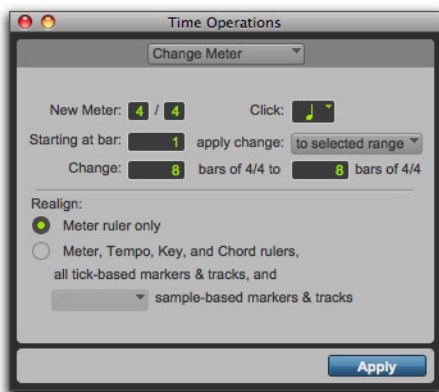 Time Operations
Change Meter
New Meter: 4 / 4 Click:
Starting at bar: 1 apply change: to selected range
Change: 8 bars of 4/4 to 8 bars of 4/4
Realign:
Meter ruler only
Meter, Tempo, Key, and Chord rulers,
all tick-based markers & tracks, and
sample-based markers & tracks
Apply